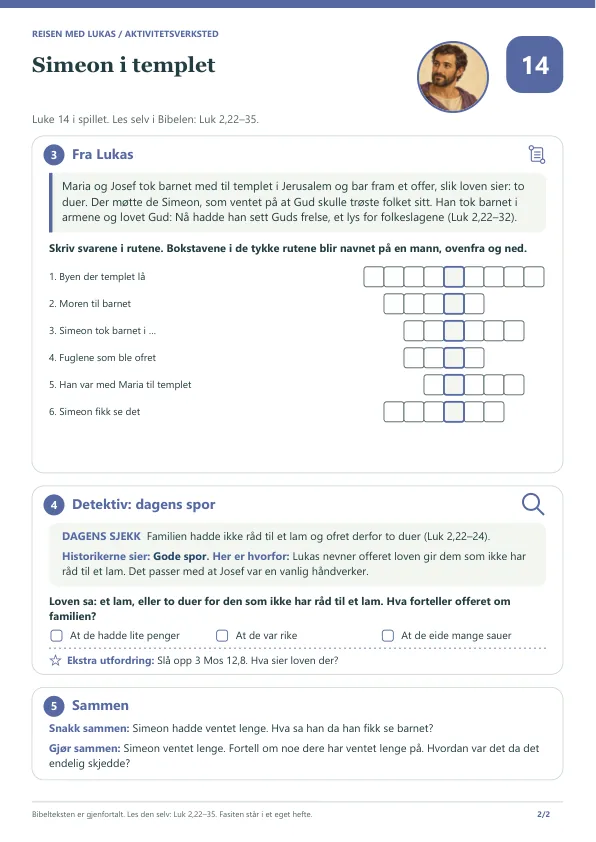 REISEN MED LUKAS / AKTIVITETSVERKSTED
Simeon i templet
14
Luke 14 i spillet. Les selv i Bibelen: Luk 2,22–35.
3 Fra Lukas
Maria og Josef tok barnet med til templet i Jerusalem og bar fram et offer, slik loven sier: to
duer. Der møtte de Simeon, som ventet på at Gud skulle trøste folket sitt. Han tok barnet i
armene og lovet Gud: Nå hadde han sett Guds frelse, et lys for folkeslagene (Luk 2,22–32).
Skriv svarene i rutene. Bokstavene i de tykke rutene blir navnet på en mann, ovenfra og ned.
1. Byen der templet lå
2. Moren til barnet
3. Simeon tok barnet i ...
4. Fuglene som ble ofret
5. Han var med Maria til templet
6. Simeon fikk se det
4 Detektiv: dagens spor
DAGENS SJEKK Familien hadde ikke råd til et lam og ofret derfor to duer (Luk 2,22–24).
Historikerne sier: Gode spor. Her er hvorfor: Lukas nevner offeret loven gir dem som ikke har
råd til et lam. Det passer med at Josef var en vanlig håndverker.
Loven sa: et lam, eller to duer for den som ikke har råd til et lam. Hva forteller offeret om
familien?
At de hadde lite penger At de var rike At de eide mange sauer
Ekstra utfordring: Slå opp 3 Mos 12,8. Hva sier loven der?
5 Sammen
Snakk sammen: Simeon hadde ventet lenge. Hva sa han da han fikk se barnet?
Gjør sammen: Simeon ventet lenge. Fortell om noe dere har ventet lenge på. Hvordan var det da det
endelig skjedde?
Bibelteksten er gjenfortalt. Les den selv: Luk 2,22–35. Fasiten står i et eget hefte.
2/2